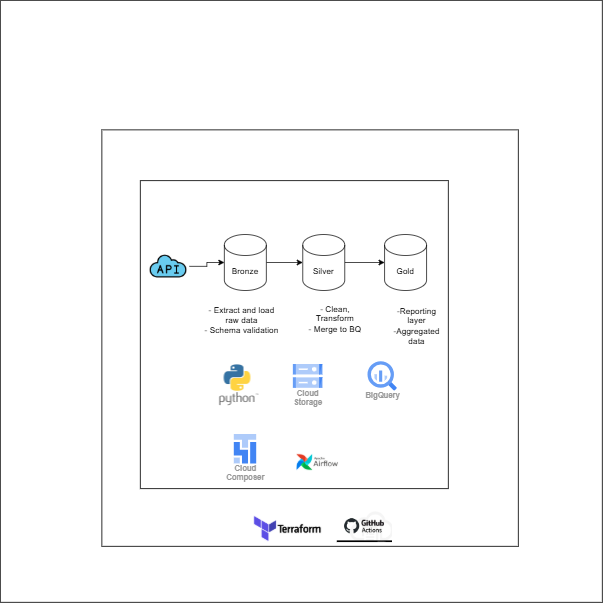 API
Bronze
Silver
Gold
- Extract and load
raw data
- Schema validation
- Clean,
Transform
- Merge to BQ
-Reporting
layer
-Aggregated
data
python
Cloud
Storage
BigQuery
Cloud
Composer
Airflow
Terraform
GitHub
Actions